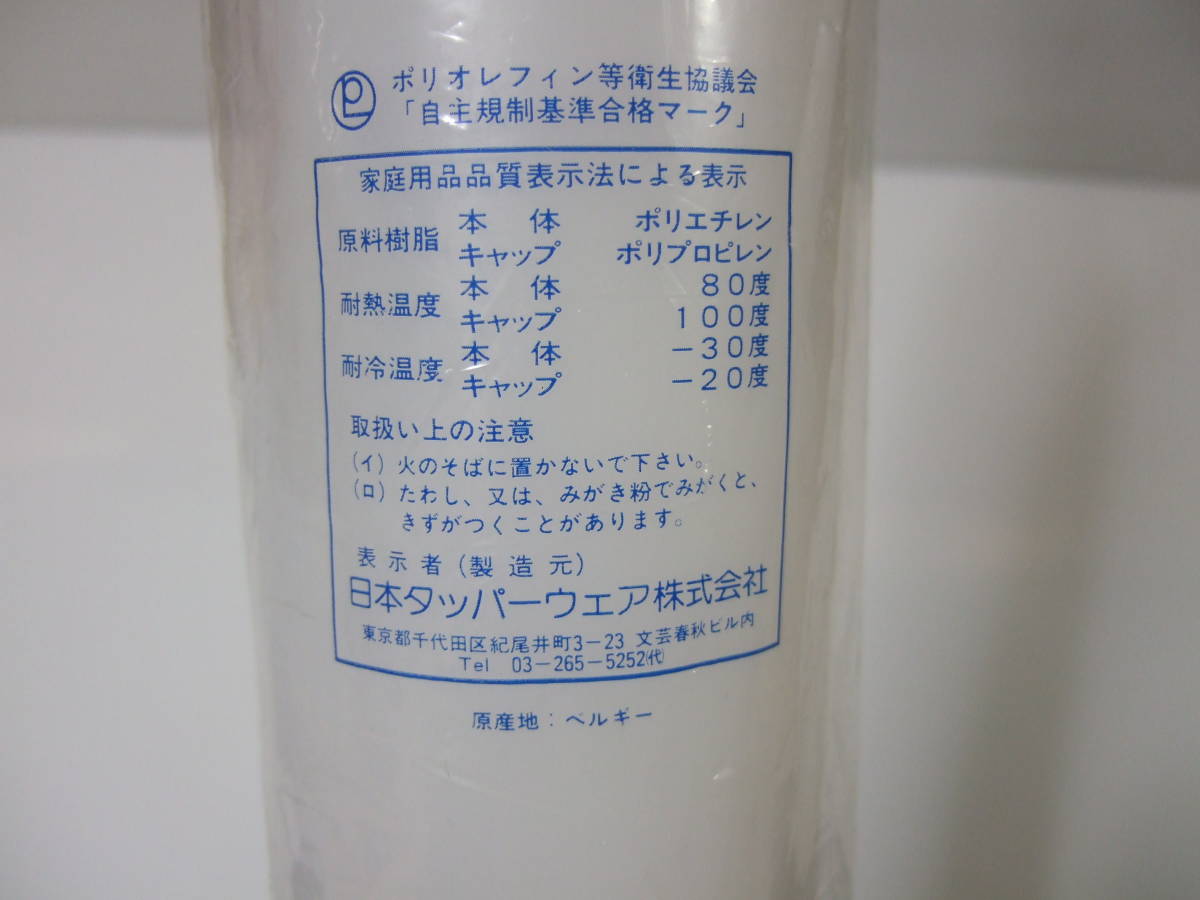 ポリオレフィン等衛生協議会
「自主規制基準合格マーク」
家庭用品品質表示法による表示
原料樹脂 本体 ポリエチレン
キャップ ポリプロピレン
耐熱温度 本体 80度
キャップ 100度
耐冷温度 本体 −30度
キャップ −20度
取扱い上の注意
(イ) 火のそばに置かないで下さい。
(ロ) たわし、又は、みがき粉でみがくと、
きずがつくことがあります。
表示者(製造元)
日本タッパーウェア株式会社
東京都千代田区紀尾井町3−23 文芸春秋ビル内
Tel 03−265−5252(代)
原産地:ベルギー